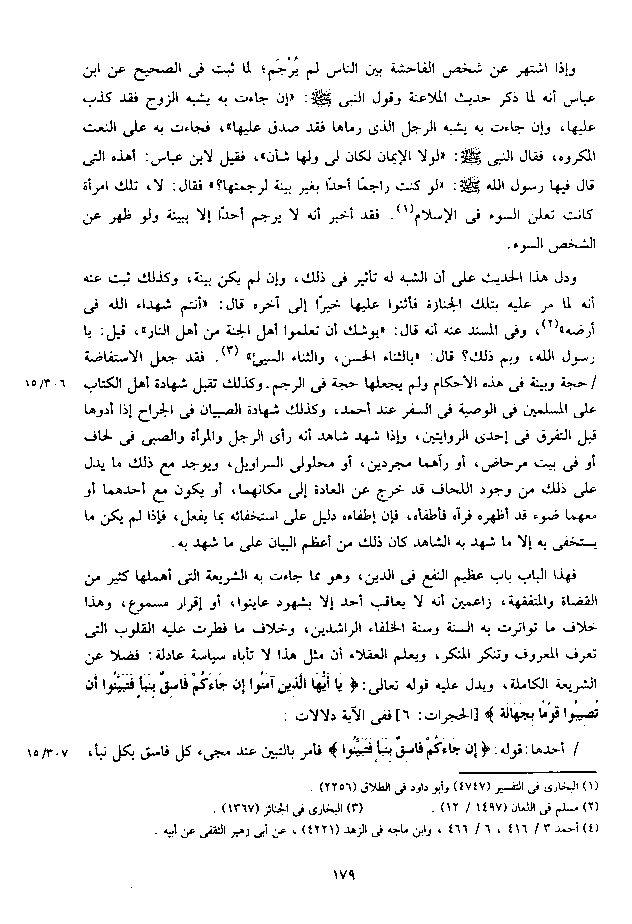 وإذا اشتهر عن شخص الفاحشة بين الناس لم يُرْجَم؛ لما ثبت فى الصحيح عن ابن
عباس أنه لما ذكر حديث الملاعنة وقول النبى ﷺ: «إن جاءت به يشبه الزوج فقد كذب
عليها، وإن جاءت به يشبه الرجل الذى رماها فقد صدق عليها»، فجاءت به على النعت
المكروه، فقال النبى ﷺ: «لولا الإيمان لكان لى ولها شأن»، فقيل لابن عباس: أهذه التى
قال فيها رسول الله ﷺ: «لو كنت راجمًا أحدًا بغير بينة لرجمتها؟» فقال: لا، تلك امرأة
كانت تعلن السوء فى الإسلام(١). فقد أخبر أنه لا يرجم أحدًا إلا ببينة ولو ظهر عن
الشخص السوء.
ودل هذا الحديث على أن الشبه له تأثير فى ذلك، وإن لم يكن بينة، وكذلك ثبت عنه
أنه لما مر عليه بتلك الجنازة فأثنوا عليها خيرًا إلى آخره قال: «أنتم شهداء الله فى
أرضه»(٢)، وفى المسند عنه أنه قال: «يوشك أن تعلموا أهل الجنة من أهل النار»، قيل: يا
رسول الله، وبم ذلك؟ قال: «بالثناء الحسن، والثناء السيئ»(٣). فقد جعل الاستفاضة
١٥/٣٠٦ / حجة وبينة فى هذه الأحكام ولم يجعلها حجة فى الرجم. وكذلك تقبل شهادة أهل الكتاب
على المسلمين فى الوصية فى السفر عند أحمد، وكذلك شهادة الصبيان فى الجراح إذا أدوها
قبل التفرق فى إحدى الروايتين، وإذا شهد شاهد أنه رأى الرجل والمرأة والصبى فى لحاف
أو فى بيت مرحاض، أو رآهما مجردين، أو محلولى السراويل، ويوجد مع ذلك ما يدل
على ذلك من وجود اللحاف قد خرج عن العادة إلى مكانهما، أو يكون مع أحدهما أو
معهما ضوء قد أظهره فرآه فأطفأه، فإن إطفاءه دليل على استخفائه بما يفعل، فإذا لم يكن ما
يستخفى به إلا ما شهد به الشاهد كان ذلك من أعظم البيان على ما شهد به.
فهذا الباب باب عظيم النفع فى الدين، وهو مما جاءت به الشريعة التى أهملها كثير من
القضاة والمتفقهة، زاعمين أنه لا يعاقب أحد إلا بشهود عاينوا، أو إقرار مسموع، وهذا
خلاف ما تواترت به السنة وسنة الخلفاء الراشدين، وخلاف ما فطرت عليه القلوب التى
تعرف المعروف وتنكر المنكر، ويعلم العقلاء أن مثل هذا لا تأباه سياسة عادلة: فضلا عن
الشريعة الكاملة، ويدل عليه قوله تعالى: ﴿ يَا أَيُّهَا الَّذِينَ آمَنُوا إِن جَاءَكُمْ فَاسِقٌ بِنَبَأٍ فَتَبَيَّنُوا أَن
تُصِيبُوا قَوْمًا بِجَهَالَةٍ ﴾ [الحجرات: ٦] ففى الآية دلالات :
١٥/٣٠٧ / أحدها: قوله: ﴿ إِن جَاءَكُمْ فَاسِقٌ بِنَبَأٍ فَتَبَيَّنُوا ﴾ فأمر بالتبين عند مجىء كل فاسق بكل نبأ،
(١) البخارى فى التفسير (٤٧٤٧) وأبو داود فى الطلاق (٢٢٥٦) .
(٢) مسلم فى اللعان (١٤٩٧ / ١٢) . (٣) البخارى فى الجنائز (١٣٦٧) .
(٤) أحمد ٣ / ٤١٦ ، ٦ / ٤٦٦ ، وابن ماجه فى الزهد (٤٢٢١) ، عن أبى زهير الثقفى عن أبيه .
١٧٩